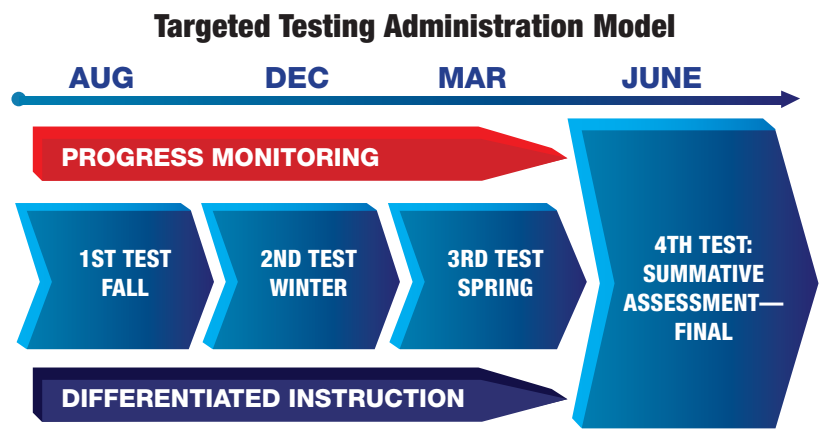 Targeted Testing Administration Model
AUG
DEC
MAR
JUNE
PROGRESS MONITORING
1ST TEST
FALL
2ND TEST
WINTER
3RD TEST
SPRING
4TH TEST:
SUMMATIVE
ASSESSMENT—
FINAL
DIFFERENTIATED INSTRUCTION